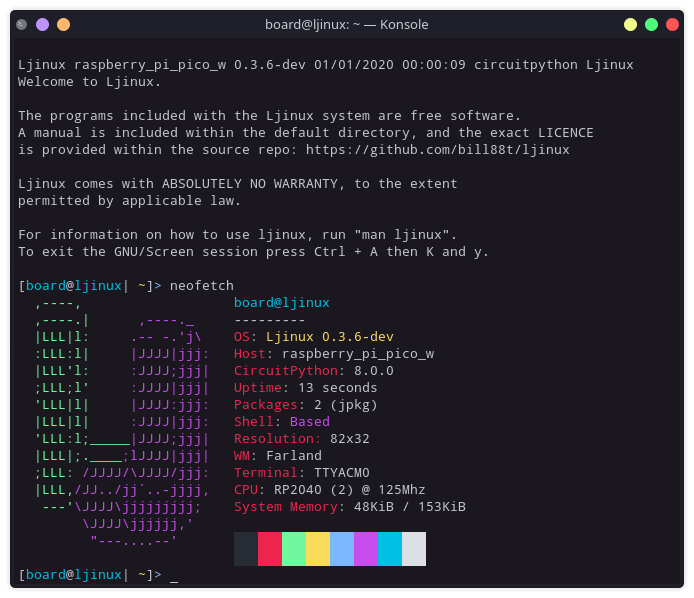 board@ljinux: ~ — Konsole
Ljinux raspberry_pi_pico_w 0.3.6-dev 01/01/2020 00:00:09 circuitpython Ljinux
Welcome to Ljinux.
The programs included with the Ljinux system are free software.
A manual is included within the default directory, and the exact LICENCE
is provided within the source repo: https://github.com/bill88t/ljinux
Ljinux comes with ABSOLUTELY NO WARRANTY, to the extent
permitted by applicable law.
For information on how to use ljinux, run "man ljinux".
To exit the GNU/Screen session press Ctrl + A then K and y.
[board@ljinux| ~]> neofetch
  ,----,                   board@ljinux
  ,----.|      ,----._     ---------
  |LLL|l:     .-- -.'j\    OS: Ljinux 0.3.6-dev
  :LLL:l|     |JJJJ|jjj:   Host: raspberry_pi_pico_w
  |LLL'l:     :JJJJ;jjj|   CircuitPython: 8.0.0
  ;LLL;l'     :JJJJ|jjj|   Uptime: 13 seconds
  'LLL|l|     |JJJJ:jjj:   Packages: 2 (jpkg)
  |LLL|l|     :JJJJ|jjj:   Shell: Based
  'LLL:l;_____|JJJJ;jjj|   Resolution: 82x32
  |LLL|;.____;lJJJJ|jjj|   WM: Farland
  ;LLL: /JJJJ/\JJJJ/jjj:   Terminal: TTYACM0
  |LLL,/JJ../jj`..-jjjj,   CPU: RP2040 (2) @ 125Mhz
   ---'\JJJJ\jjjjjjjjj;    System Memory: 48KiB / 153KiB
        \JJJJ\jjjjjj,'
         "---....--'
[board@ljinux| ~]> _